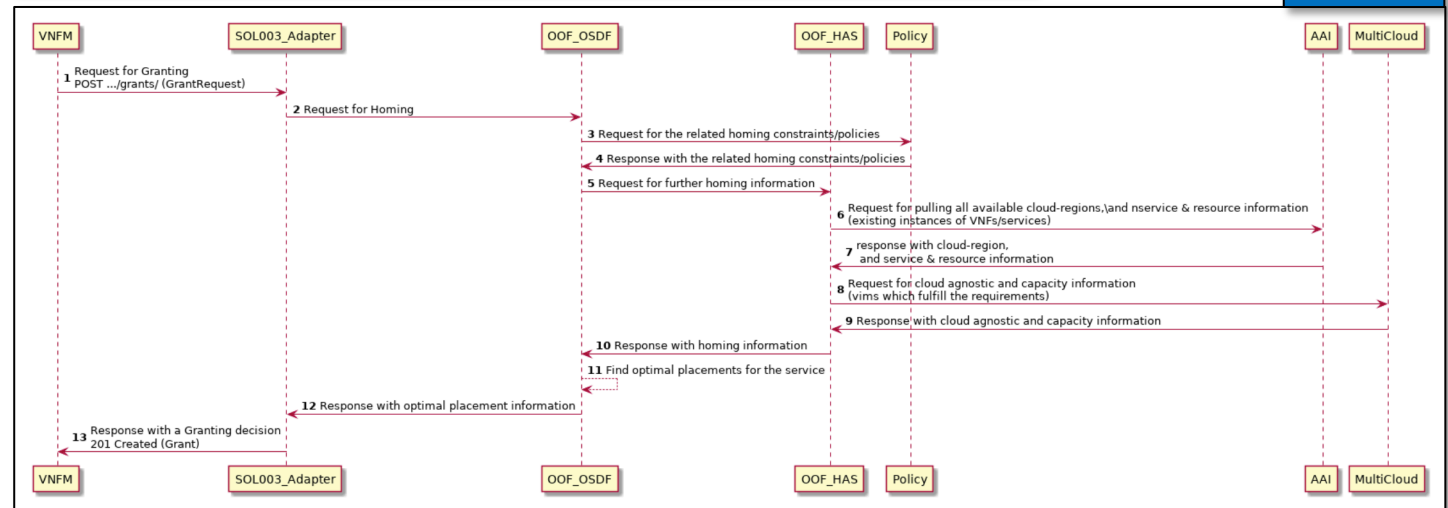 VNFM SOL003_Adapter OOF_OSDF OOF_HAS Policy AAI MultiCloud
1 Request for Granting
POST .../grants/ (GrantRequest)
2 Request for Homing
3 Request for the related homing constraints/policies
4 Response with the related homing constraints/policies
5 Request for further homing information
6 Request for pulling all available cloud-regions,\and nservice & resource information
(existing instances of VNFs/services)
7 response with cloud-region,
and service & resource information
8 Request for cloud agnostic and capacity information
(vims which fulfill the requirements)
9 Response with cloud agnostic and capacity information
10 Response with homing information
11 Find optimal placements for the service
12 Response with optimal placement information
13 Response with a Granting decision
201 Created (Grant)
VNFM SOL003_Adapter OOF_OSDF OOF_HAS Policy AAI MultiCloud